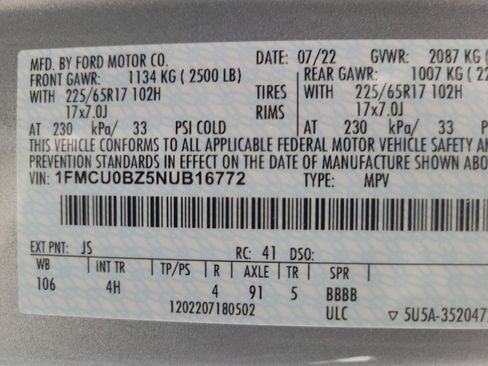 MFD. BY FORD MOTOR CO. DATE: 07/22 GVWR: 2087 KG
FRONT GAWR: 1134 KG ( 2500 LB) REAR GAWR: 1007 KG ( 22
WITH 225/65R17 102H TIRES WITH 225/65R17 102H
17x7.0J RIMS 17x7.0J
AT 230 kPa/ 33 PSI COLD AT 230 kPa/ 33
THIS VEHICLE CONFORMS TO ALL APPLICABLE FEDERAL MOTOR VEHICLE SAFETY AN
PREVENTION STANDARDS IN EFFECT ON THE DATE OF MANUFACTURE SHOWN ABO
VIN: 1FMCU0BZ5NUB16772 TYPE: MPV
EXT PNT: JS RC: 41 DSO:
WB INT TR TP/PS R AXLE TR SPR
106 4H 4 91 5 BBBB
1202207180502 ULC ▽ 5U5A-3520472